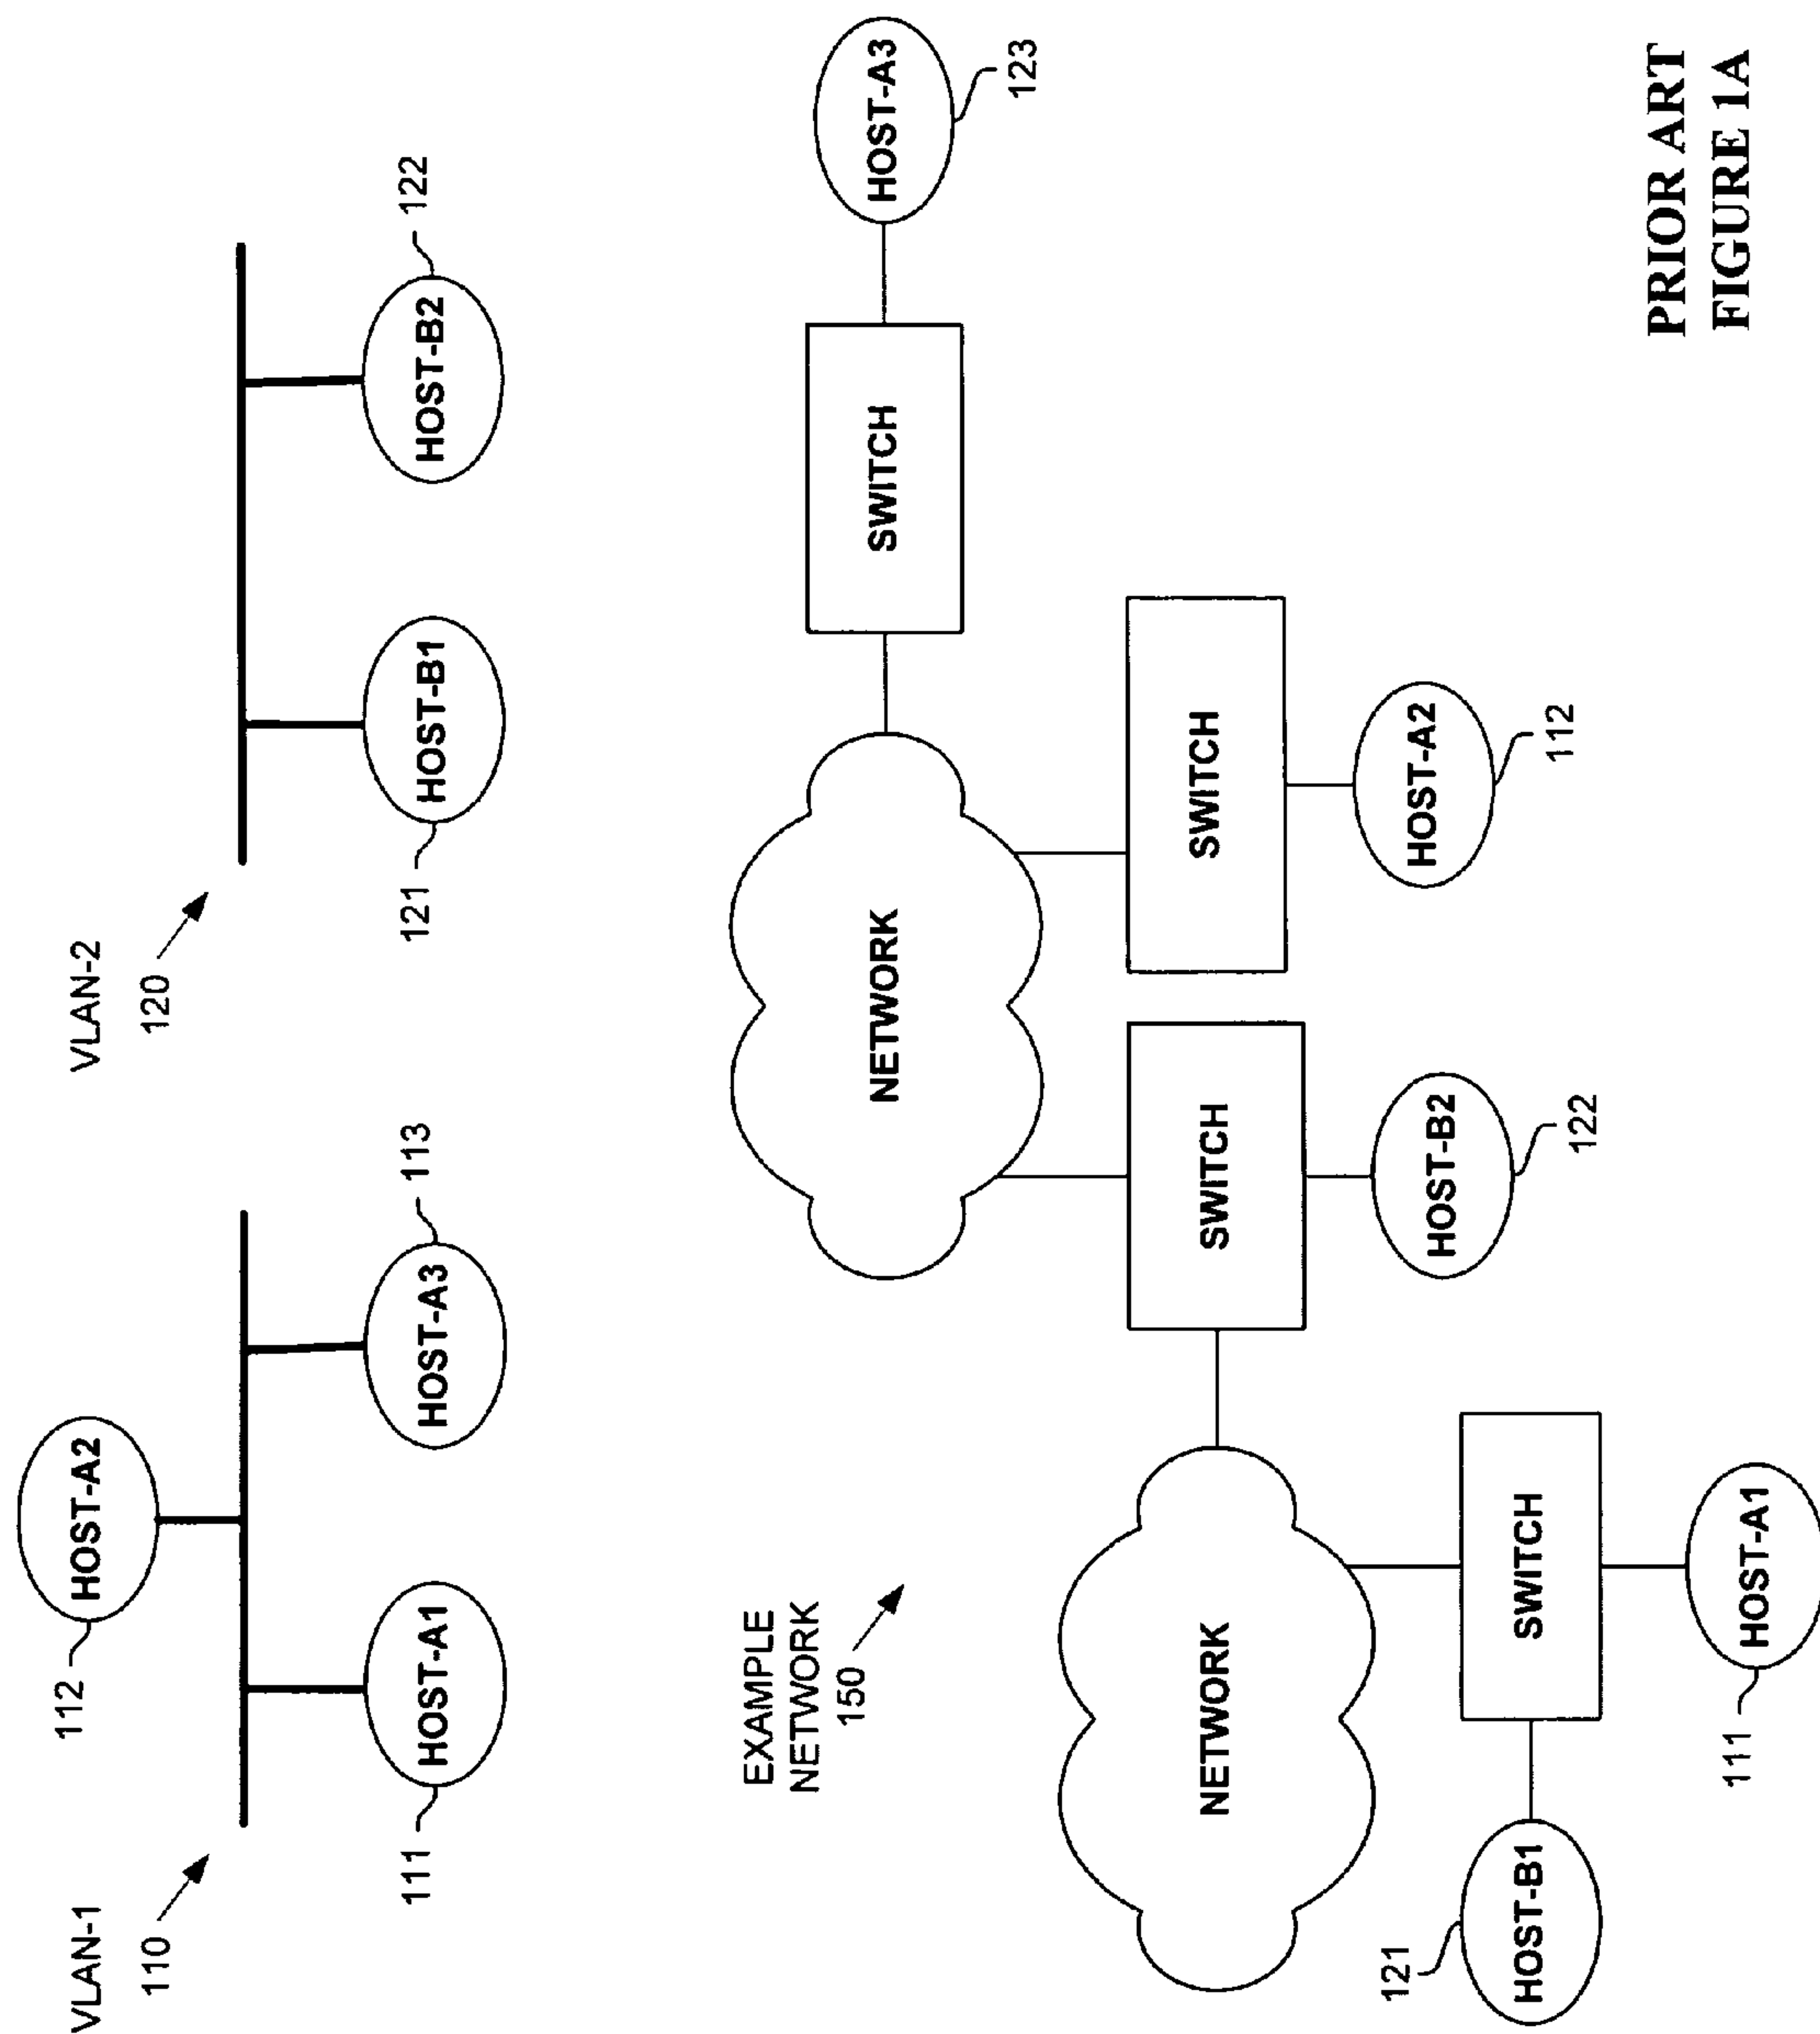 VLAN-1
110
112
HOST-A2
HOST-A1
111
HOST-A3
113
VLAN-2
120
HOST-B1
121
HOST-B2
122
EXAMPLE
NETWORK
150
NETWORK
SWITCH
HOST-A3
123
NETWORK
SWITCH
SWITCH
HOST-B2
122
HOST-A2
112
SWITCH
HOST-B1
121
HOST-A1
111
PRIOR ART
FIGURE 1A